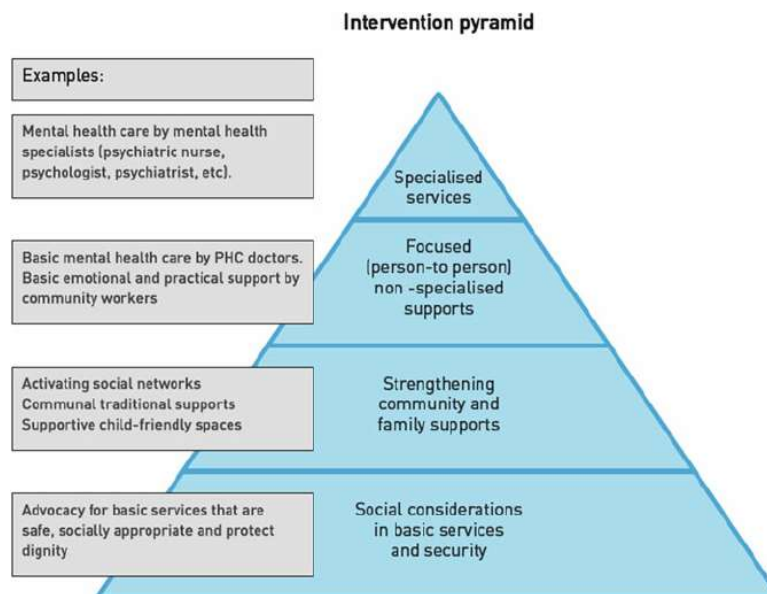 Intervention pyramid
Examples:
Mental health care by mental health
specialists (psychiatric nurse,
psychologist, psychiatrist, etc).
Specialised
services
Basic mental health care by PHC doctors.
Basic emotional and practical support by
community workers
Focused
(person-to person)
non -specialised
supports
Activating social networks
Communal traditional supports
Supportive child-friendly spaces
Strengthening
community and
family supports
Advocacy for basic services that are
safe, socially appropriate and protect
dignity
Social considerations
in basic services
and security